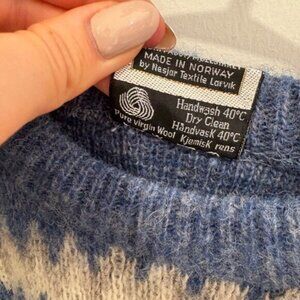 MADE IN NORWAY
by Nesjar Textile Larvik
Pure Virgin Wool
Handwash 40°C
Dry Clean
Håndvask 40°C
Kjemisk rens